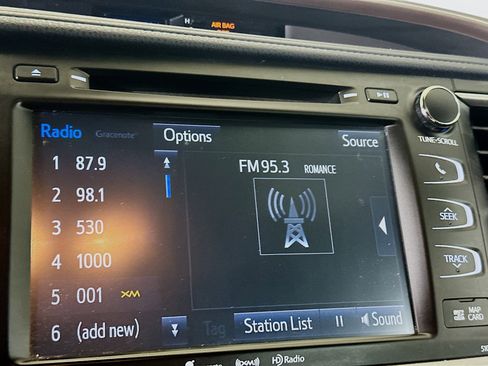 H
AIR BAG
Radio Gracenote Options Source
TUNE•SCROLL
1 87.9
2 98.1
3 530
4 1000
5 001 XM
6 (add new)
FM 95.3 ROMANCE
SEEK
TRACK
MAP
CARD
Tag Station List Sound
HD Radio